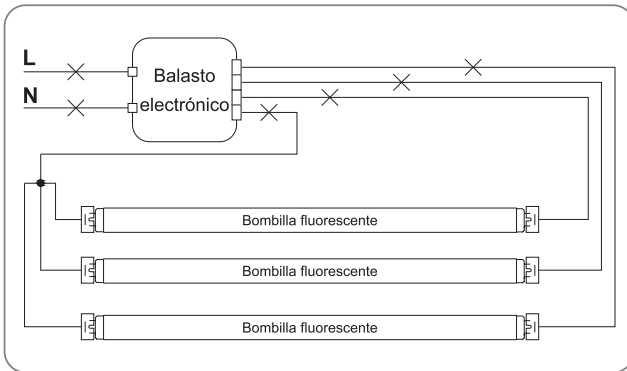 L
N
Balasto
electrónico
Bombilla fluorescente
Bombilla fluorescente
Bombilla fluorescente